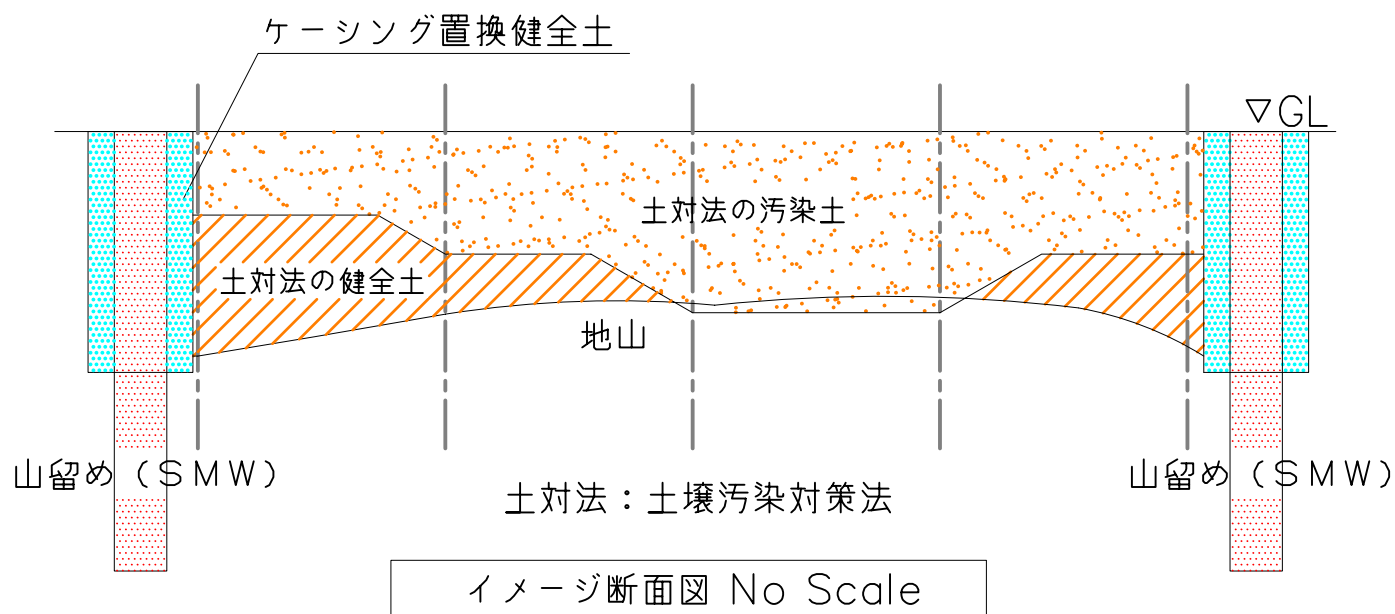 ケーシング置換健全土
▽GL
土対法の汚染土
土対法の健全土
地山
山留め（SMW）
山留め（SMW）
土対法：土壌汚染対策法
イメージ断面図 No Scale